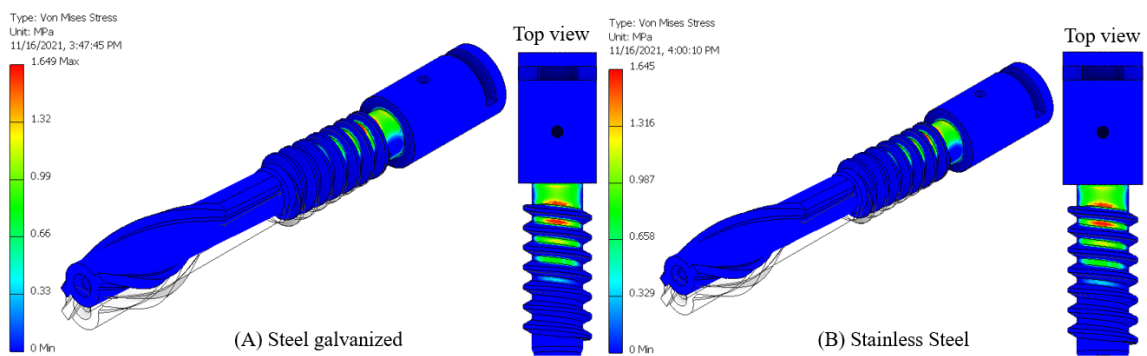 Type: Von Mises Stress
Unit: MPa
11/16/2021, 3:47:45 PM
1.649 Max
1.32
0.99
0.66
0.33
0 Min
Top view
(A) Steel galvanized
Type: Von Mises Stress
Unit: MPa
11/16/2021, 4:00:10 PM
1.645
1.316
0.987
0.658
0.329
0 Min
Top view
(B) Stainless Steel